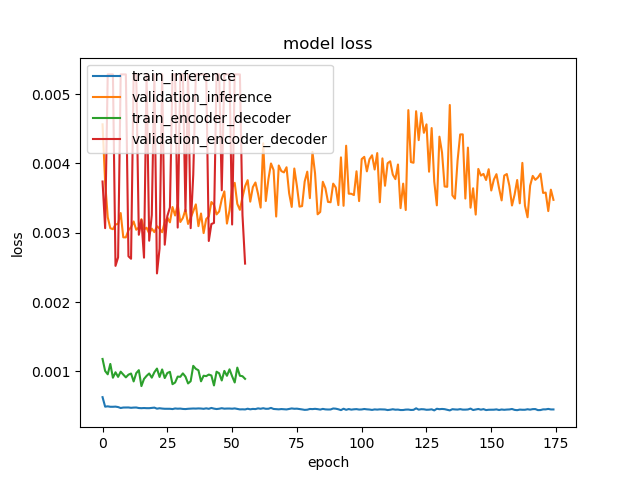 model loss
train_inference
validation_inference
train_encoder_decoder
validation_encoder_decoder
0.005
0.004
0.003
0.002
0.001
loss
0 25 50 75 100 125 150 175
epoch